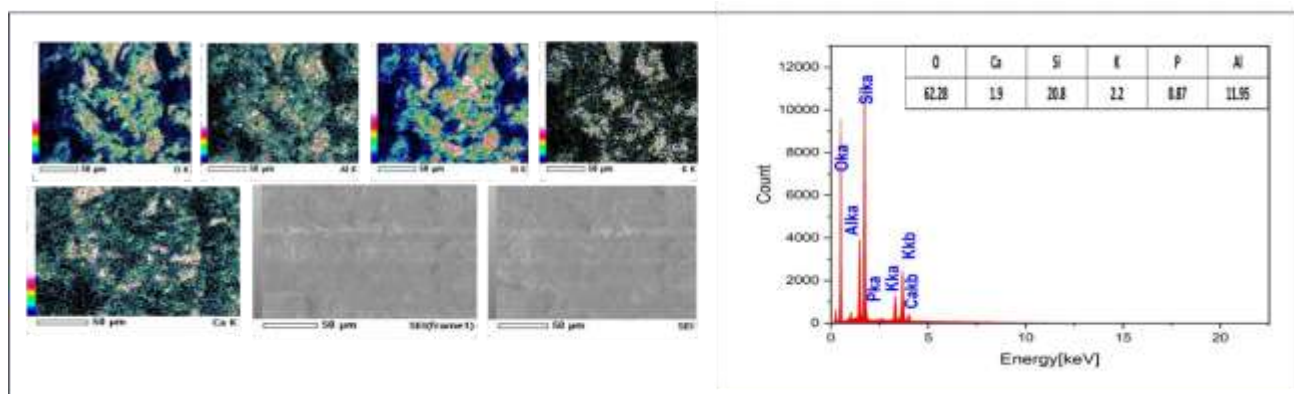 50 µm
O K
50 µm
Al K
50 µm
50 µm
K K
50 µm
Ca K
50 µm
SEI(frame1)
50 µm
SEI
O Ca Si K P Al
62.28 1.9 20.8 2.2 0.87 11.95
12000
10000
8000
6000
4000
2000
0
Count
Oka
Alka
Sika
Pka
Kka
Kkb
Cakb
0 5 10 15 20
Energy[keV]